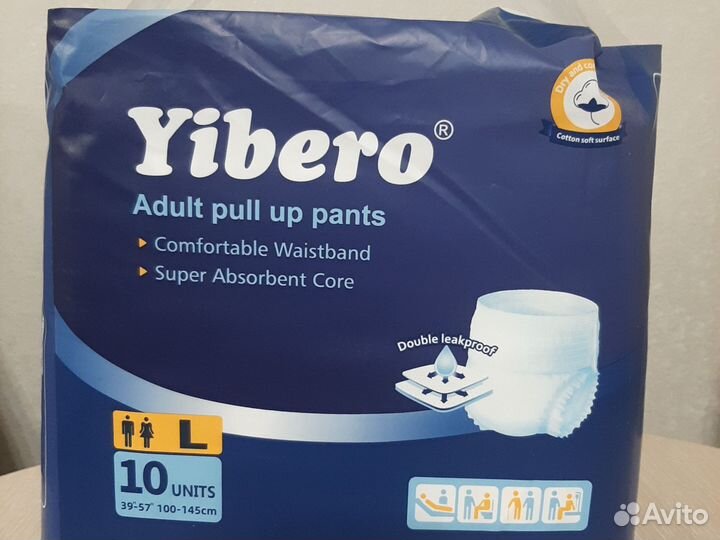 Dry and
Cotton soft surface
Yibero®
Adult pull up pants
Comfortable Waistband
Super Absorbent Core
Double leakproof
L
10 UNITS
39"-57" 100-145cm
Avito